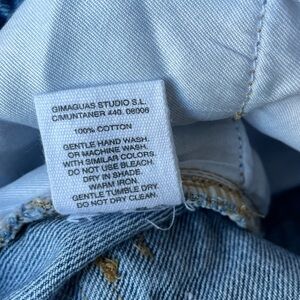 GIMAGUAS STUDIO S.L.
C/MUNTANER 440. 08006
100% COTTON
GENTLE HAND WASH.
OR MACHINE WASH.
WITH SIMILAR COLORS.
DO NOT USE BLEACH.
DRY IN SHADE
WARM IRON.
GENTLE TUMBLE DRY.
DO NOT DRY CLEAN.